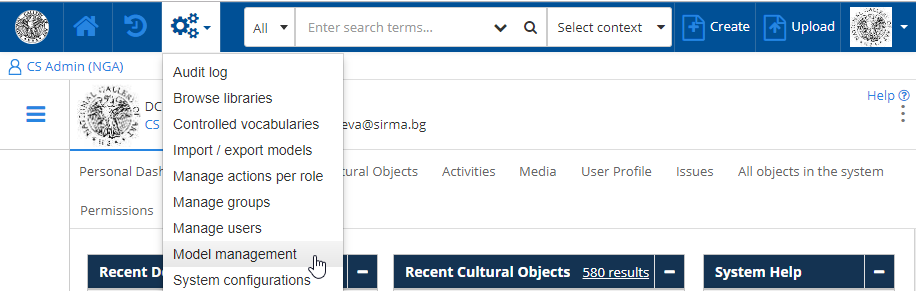 All Enter search terms... Select context Create Upload
CS Admin (NGA)
Audit log
Browse libraries
Controlled vocabularies
Import / export models
Manage actions per role
Manage groups
Manage users
Model management
System configurations
Help
DC
CS eva@sirma.bg
Personal Dash tural Objects Activities Media User Profile Issues All objects in the system
Permissions
Recent D Recent Cultural Objects 580 results System Help